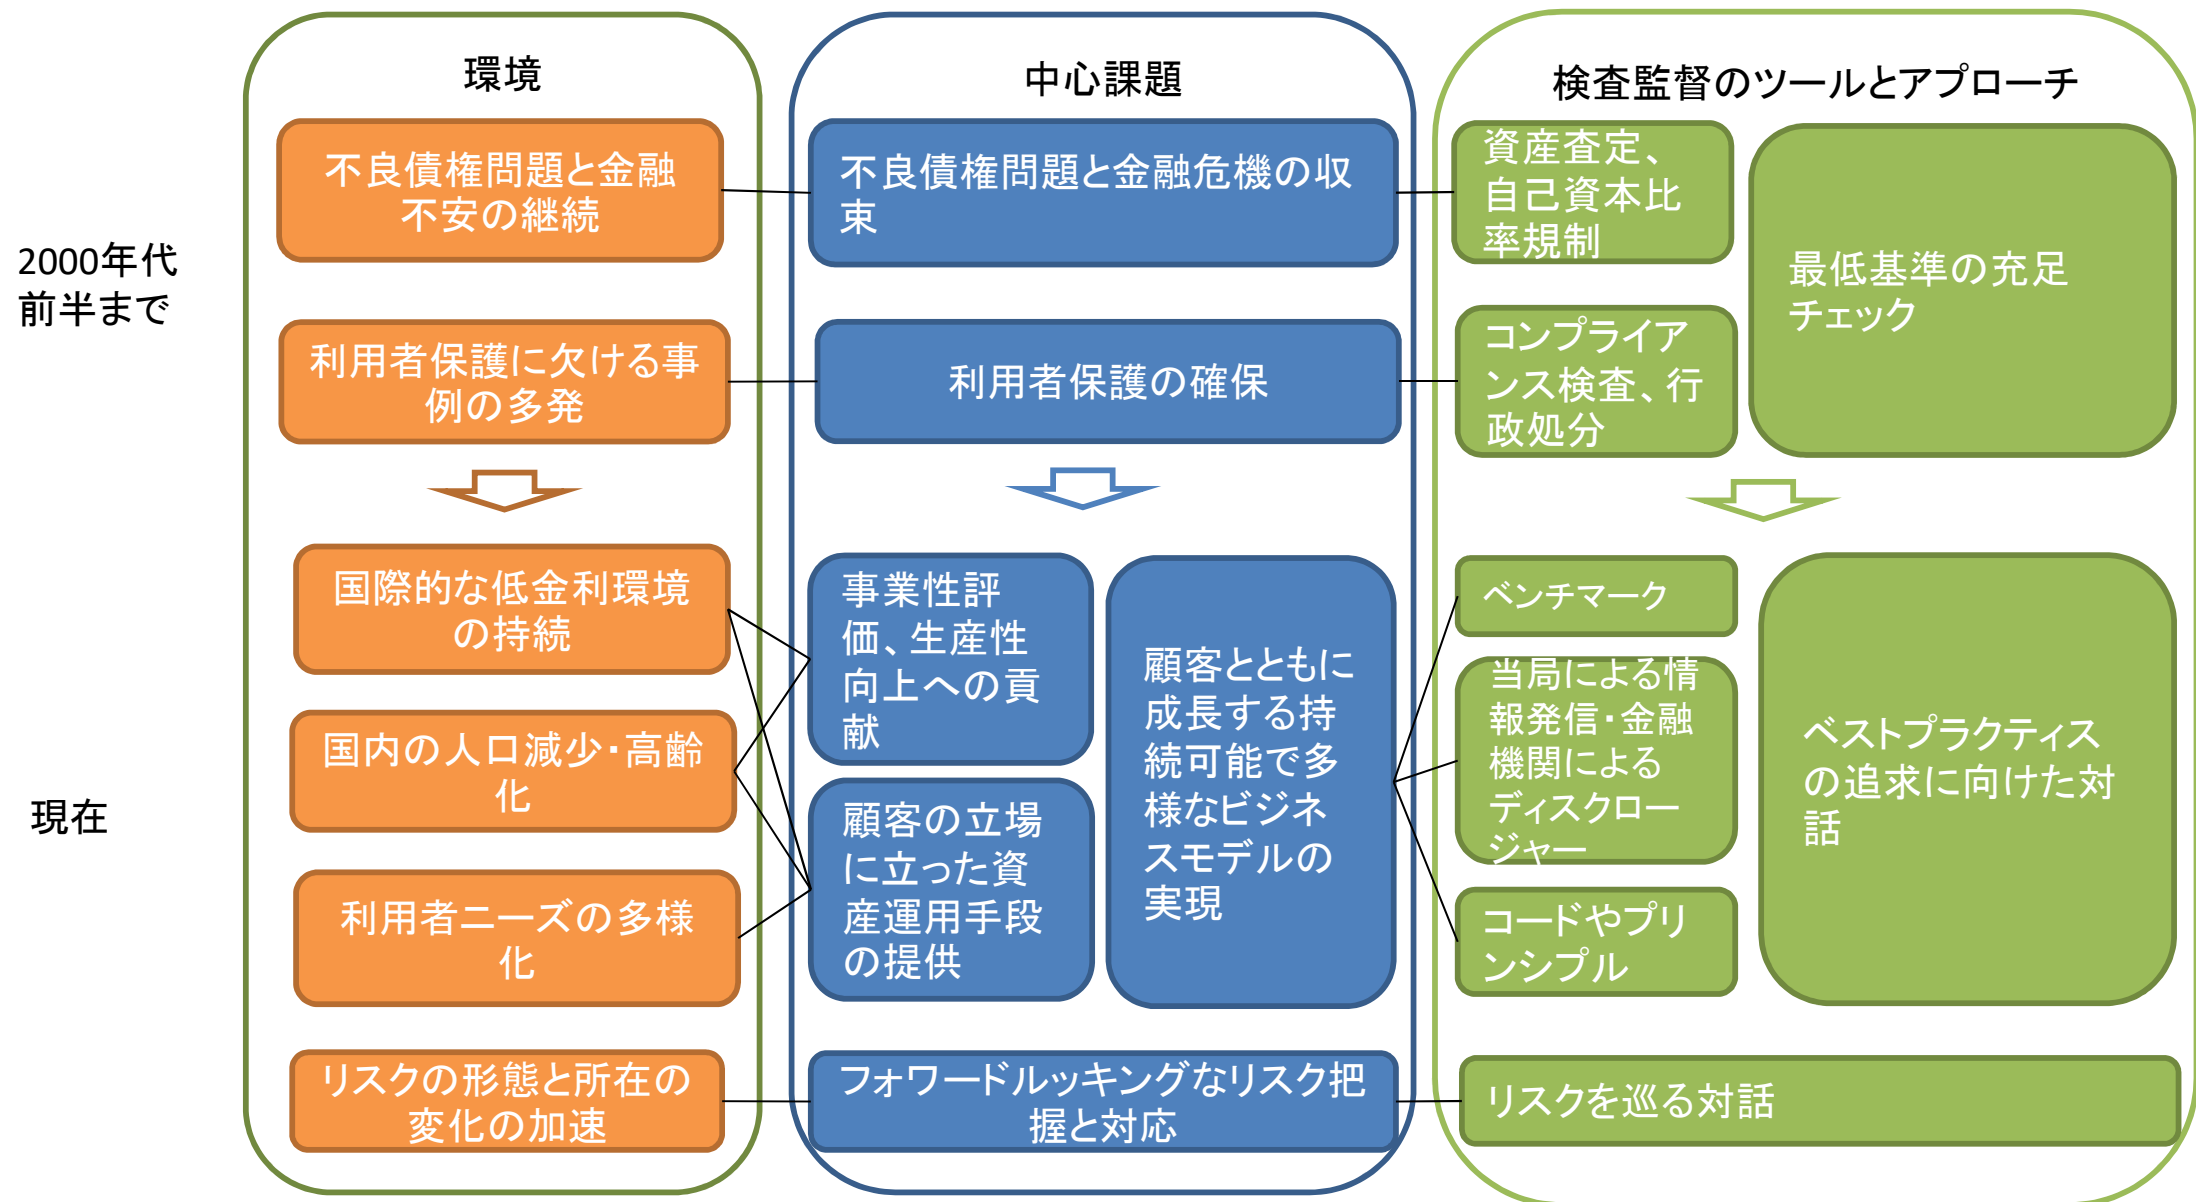 環境
中心課題
検査監督のツールとアプローチ
2000年代
前半まで
不良債権問題と金融
不安の継続
不良債権問題と金融危機の収
束
資産査定、
自己資本比
率規制
最低基準の充足
チェック
利用者保護に欠ける事
例の多発
利用者保護の確保
コンプライア
ンス検査、行
政処分
現在
国際的な低金利環境
の持続
国内の人口減少・高齢
化
利用者ニーズの多様
化
事業性評
価、生産性
向上への貢
献
顧客の立場
に立った資
産運用手段
の提供
顧客とともに
成長する持
続可能で多
様なビジネ
スモデルの
実現
ベンチマーク
当局による情
報発信・金融
機関による
ディスクロー
ジャー
コードやプリ
ンシプル
ベストプラクティス
の追求に向けた対
話
リスクの形態と所在の
変化の加速
フォワードルッキングなリスク把
握と対応
リスクを巡る対話